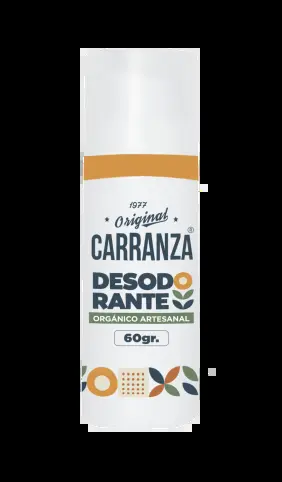 1977
Original
CARRANZA®
DESODO
RANTE
ORGÁNICO ARTESANAL
60gr.